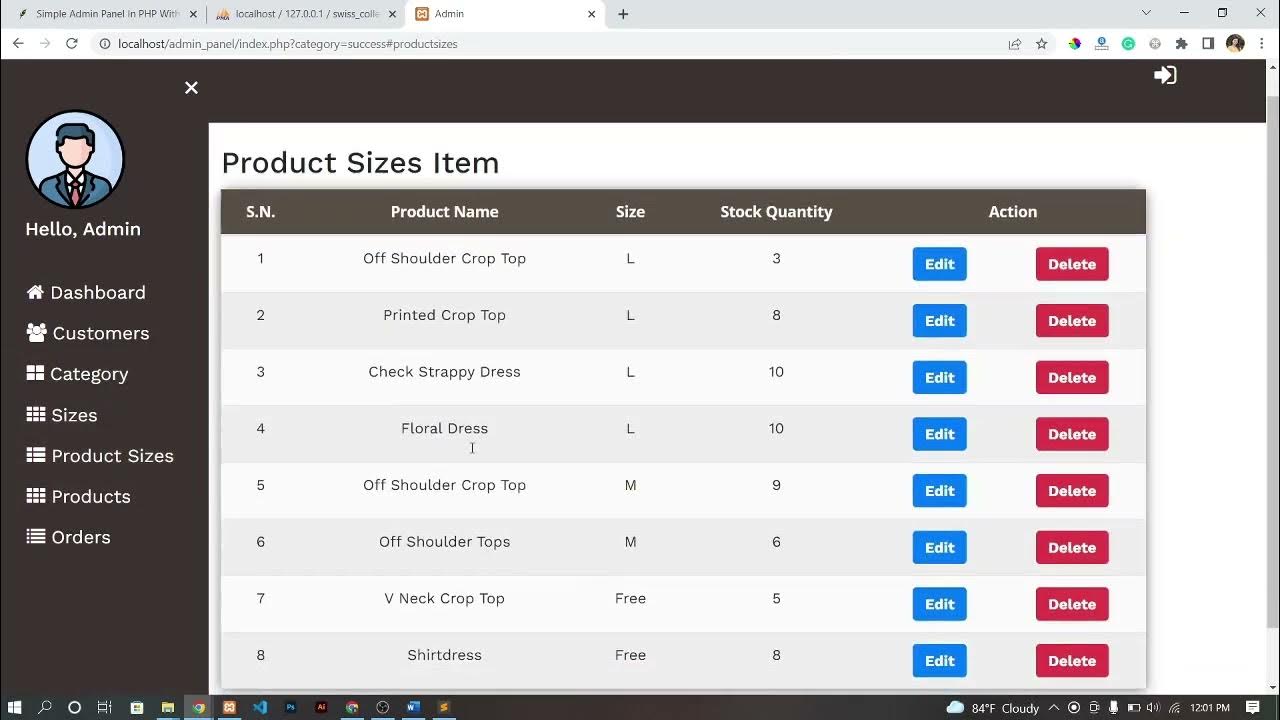 Simple Admin Panel In PHP With
localhost / 127.0.0.1 / swiss_colle
Admin
localhost/admin_panel/index.php?category=success#productsizes
Hello, Admin
Dashboard
Customers
Category
Sizes
Product Sizes
Products
Orders
Product Sizes Item
S.N. Product Name Size Stock Quantity Action
1 Off Shoulder Crop Top L 3 Edit Delete
2 Printed Crop Top L 8 Edit Delete
3 Check Strappy Dress L 10 Edit Delete
4 Floral Dress L 10 Edit Delete
5 Off Shoulder Crop Top M 9 Edit Delete
6 Off Shoulder Tops M 6 Edit Delete
7 V Neck Crop Top Free 5 Edit Delete
8 Shirtdress Free 8 Edit Delete
84°F Cloudy 12:01 PM